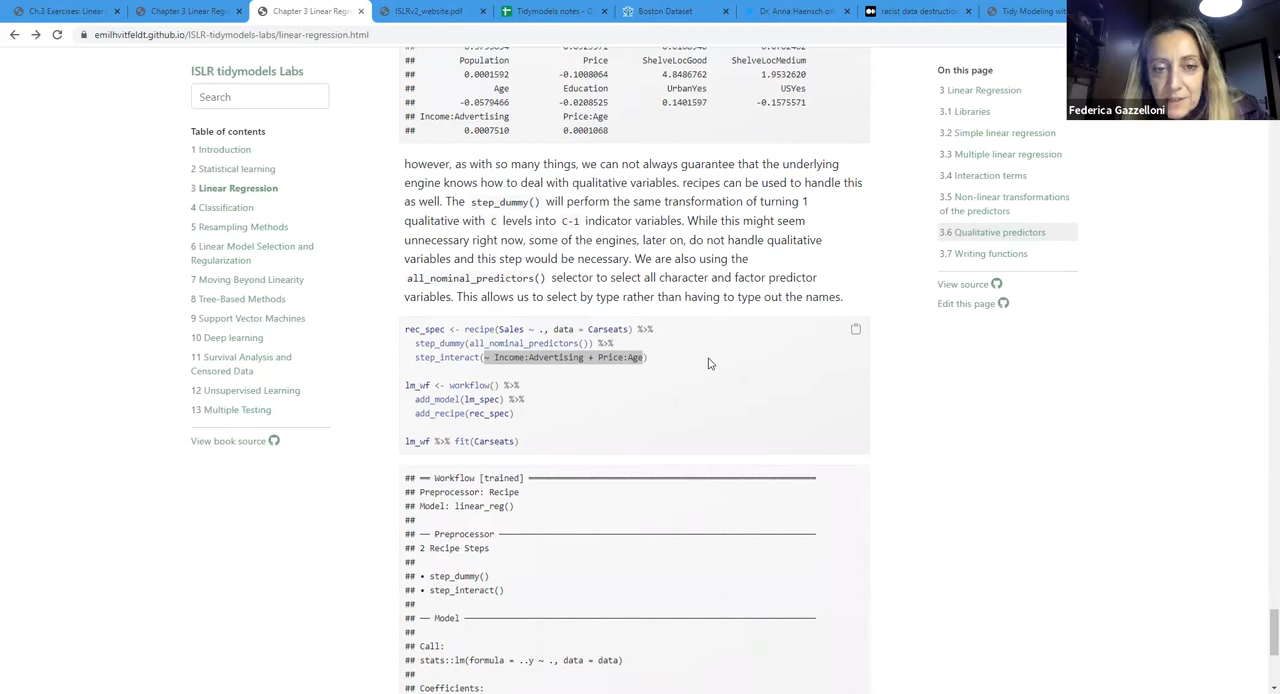 Ch.3 Exercises: Linear
Chapter 3 Linear Regr
Chapter 3 Linear Regre
ISLRv2_website.pdf
Tidymodels notes - G
Boston Dataset
Dr. Anna Haensch on
racist data destruction
Tidy Modeling wit
emilhvitfeldt.github.io/ISLR-tidymodels-labs/linear-regression.html
Federica Gazzelloni
ISLR tidymodels Labs
Search
Table of contents
1 Introduction
2 Statistical learning
3 Linear Regression
4 Classification
5 Resampling Methods
6 Linear Model Selection and
Regularization
7 Moving Beyond Linearity
8 Tree-Based Methods
9 Support Vector Machines
10 Deep learning
11 Survival Analysis and
Censored Data
12 Unsupervised Learning
13 Multiple Testing
View book source
## Population Price ShelveLocGood ShelveLocMedium
## 0.0001592 -0.1008064 4.8486762 1.9532620
## Age Education UrbanYes USYes
## -0.0579466 -0.0208525 0.1401597 -0.1575571
## Income:Advertising Price:Age
## 0.0007510 0.0001068
however, as with so many things, we can not always guarantee that the underlying
engine knows how to deal with qualitative variables. recipes can be used to handle this
as well. The step_dummy() will perform the same transformation of turning 1
qualitative with C levels into C-1 indicator variables. While this might seem
unnecessary right now, some of the engines, later on, do not handle qualitative
variables and this step would be necessary. We are also using the
all_nominal_predictors() selector to select all character and factor predictor
variables. This allows us to select by type rather than having to type out the names.
rec_spec <- recipe(Sales ~ ., data = Carseats) %>%
step_dummy(all_nominal_predictors()) %>%
step_interact(~ Income:Advertising + Price:Age)
lm_wf <- workflow() %>%
add_model(lm_spec) %>%
add_recipe(rec_spec)
lm_wf %>% fit(Carseats)
## ══ Workflow [trained] ══════════
## Preprocessor: Recipe
## Model: linear_reg()
##
## ── Preprocessor ──────────
## 2 Recipe Steps
##
## • step_dummy()
## • step_interact()
##
## ── Model ──────────
##
## Call:
## stats::lm(formula = ..y ~ ., data = data)
##
## Coefficients:
On this page
3 Linear Regression
3.1 Libraries
3.2 Simple linear regression
3.3 Multiple linear regression
3.4 Interaction terms
3.5 Non-linear transformations
of the predictors
3.6 Qualitative predictors
3.7 Writing functions
View source
Edit this page